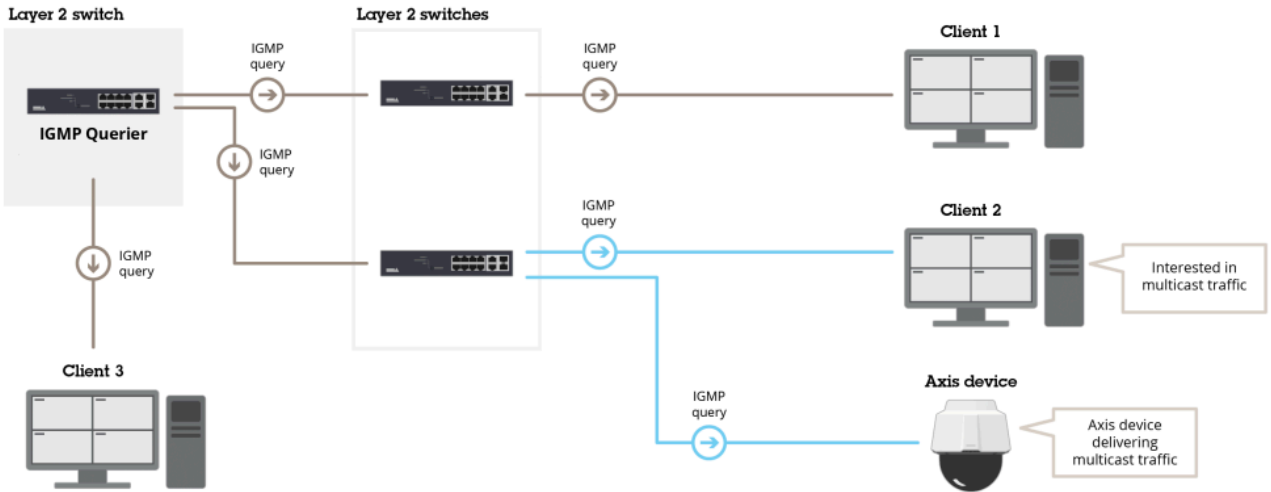 Layer 2 switch
Layer 2 switches
IGMP
query
IGMP
query
Client 1
IGMP Querier
IGMP
query
IGMP
query
Client 2
Interested in
multicast traffic
IGMP
query
Client 3
Axis device
IGMP
query
Axis device
delivering
multicast traffic